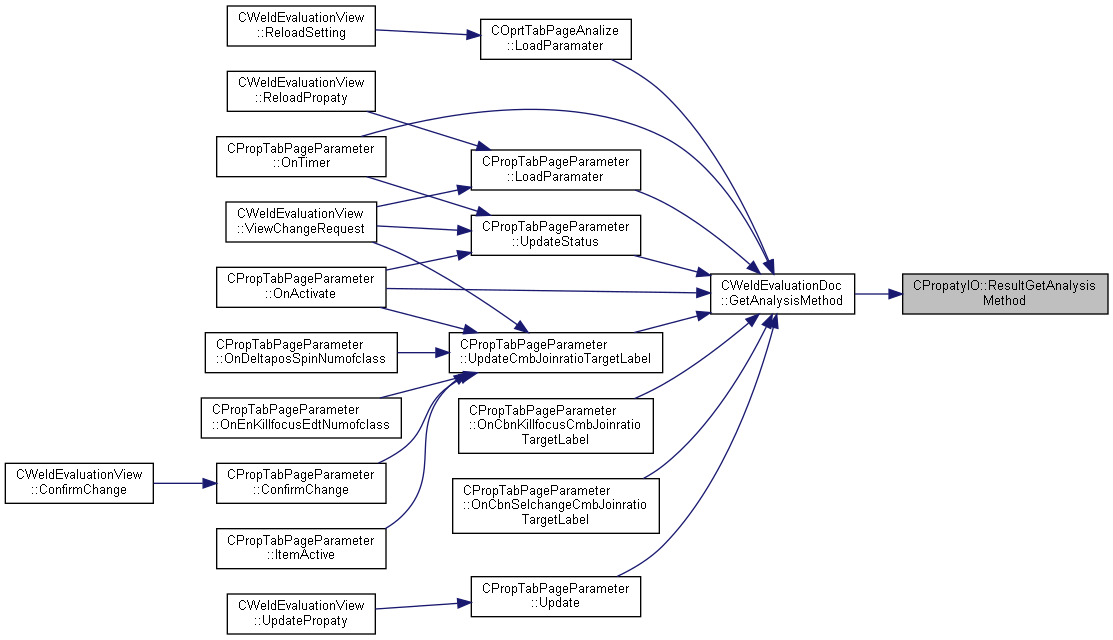 CWeldEvaluationView
::ReloadSetting
COprtTabPageAnalize
::LoadParamater
CWeldEvaluationView
::ReloadPropaty
CPropTabPageParameter
::OnTimer
CPropTabPageParameter
::LoadParamater
CWeldEvaluationView
::ViewChangeRequest
CPropTabPageParameter
::UpdateStatus
CPropTabPageParameter
::OnActivate
CWeldEvaluationDoc
::GetAnalysisMethod
CPropatyIO::ResultGetAnalysis
Method
CPropTabPageParameter
::OnDeltaposSpinNumofclass
CPropTabPageParameter
::UpdateCmbJoinratioTargetLabel
CPropTabPageParameter
::OnEnKillfocusEdtNumofclass
CPropTabPageParameter
::OnCbnKillfocusCmbJoinratio
TargetLabel
CWeldEvaluationView
::ConfirmChange
CPropTabPageParameter
::ConfirmChange
CPropTabPageParameter
::OnCbnSelchangeCmbJoinratio
TargetLabel
CPropTabPageParameter
::ItemActive
CPropTabPageParameter
::Update
CWeldEvaluationView
::UpdatePropaty